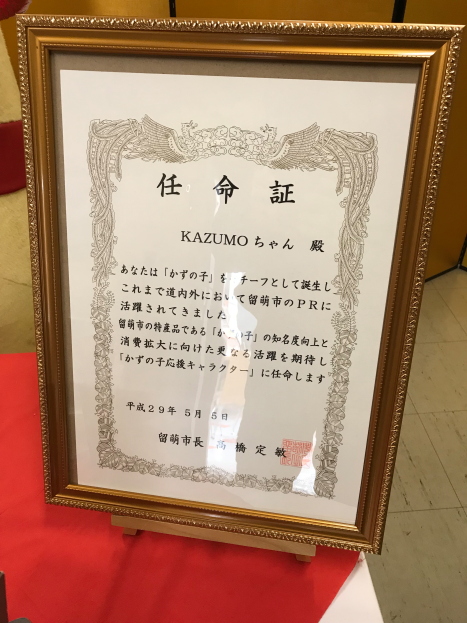 任命証
KAZUMOちゃん 殿
あなたは「かずの子」をモチーフとして誕生し
これまで道内外において留萌市のPRに
活躍されてきました
留萌市の特産品である「かずの子」の知名度向上と
消費拡大に向けた更なる活躍を期待し
「かずの子応援キャラクター」に任命します
平成29年 5月 5日
留萌市長 高橋定敏